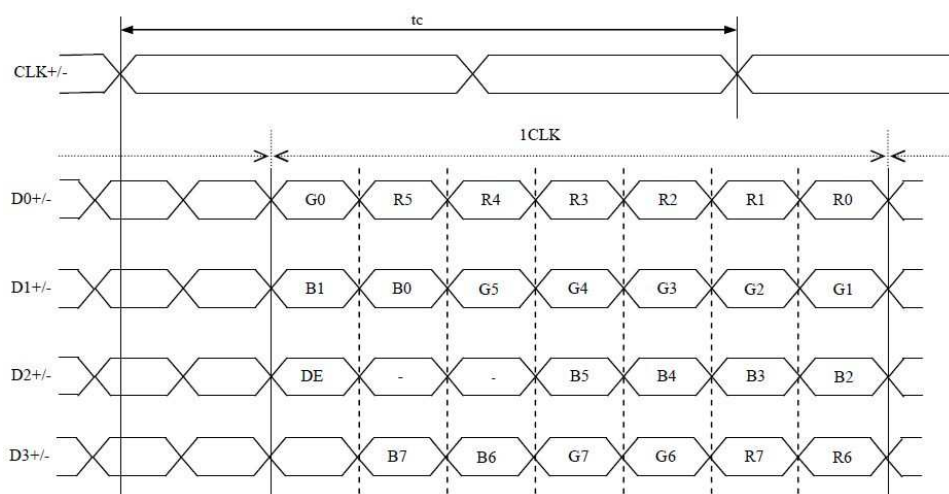 tc
CLK+/-
1CLK
D0+/- G0 R5 R4 R3 R2 R1 R0
D1+/- B1 B0 G5 G4 G3 G2 G1
D2+/- DE - - B5 B4 B3 B2
D3+/- B7 B6 G7 G6 R7 R6